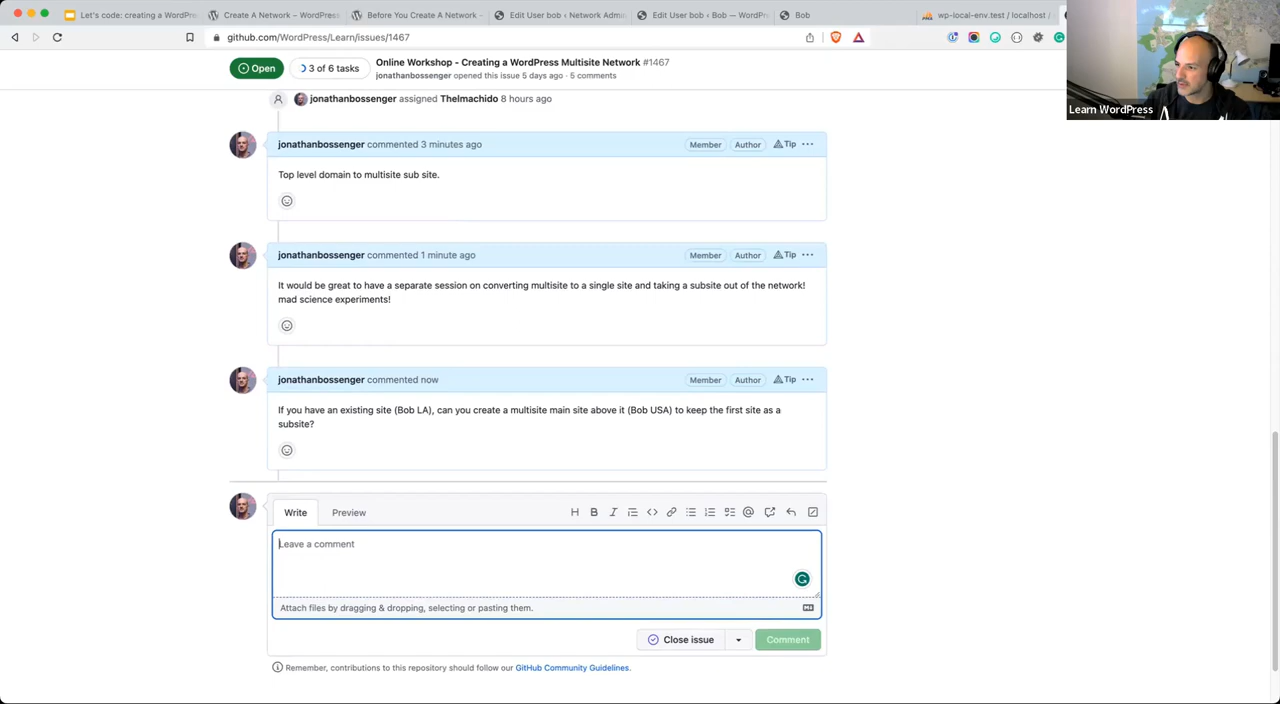 Let's code: creating a WordPre
Create A Network – WordPress
Before You Create A Network –
Edit User bob ‹ Network Admin
Edit User bob ‹ Bob — WordPr
Bob
wp-local-env.test / localhost /
github.com/WordPress/Learn/issues/1467
Open
3 of 6 tasks
Online Workshop - Creating a WordPress Multisite Network #1467
jonathanbossenger opened this issue 5 days ago · 5 comments
Learn WordPress
jonathanbossenger assigned Thelmachido 8 hours ago
jonathanbossenger commented 3 minutes ago
Member
Author
Tip
Top level domain to multisite sub site.
jonathanbossenger commented 1 minute ago
Member
Author
Tip
It would be great to have a separate session on converting multisite to a single site and taking a subsite out of the network!
mad science experiments!
jonathanbossenger commented now
Member
Author
Tip
If you have an existing site (Bob LA), can you create a multisite main site above it (Bob USA) to keep the first site as a
subsite?
Write
Preview
Leave a comment
Attach files by dragging & dropping, selecting or pasting them.
Close issue
Comment
Remember, contributions to this repository should follow our GitHub Community Guidelines.